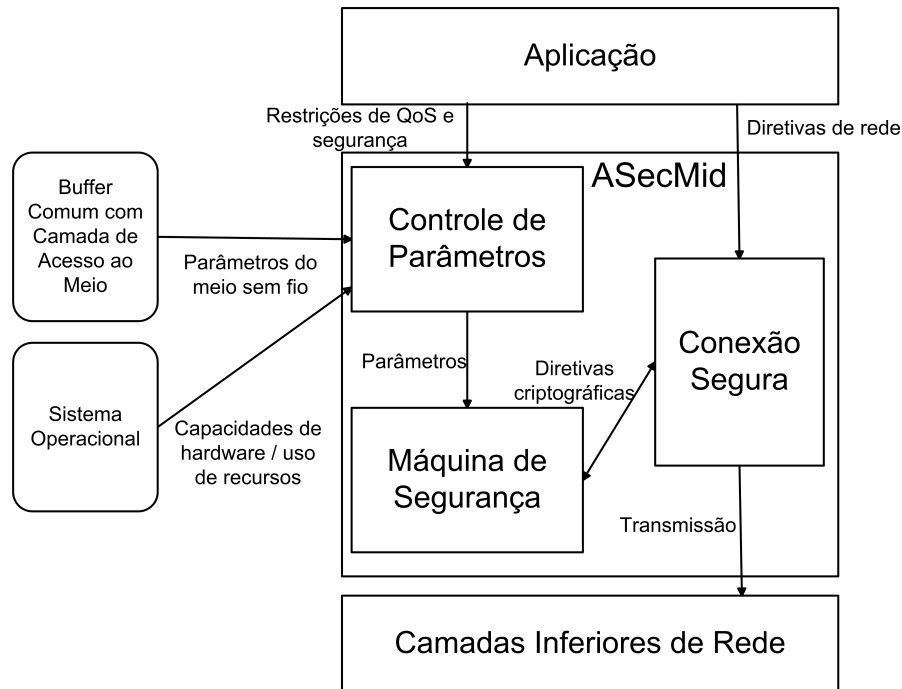 Aplicação
Restrições de QoS e
segurança
Diretivas de rede
ASecMid
Buffer
Comum com
Camada de
Acesso ao
Meio
Controle de
Parâmetros
Parâmetros do
meio sem fio
Conexão
Segura
Parâmetros
Diretivas
criptográficas
Sistema
Operacional
Capacidades de
hardware / uso
de recursos
Máquina de
Segurança
Transmissão
Camadas Inferiores de Rede